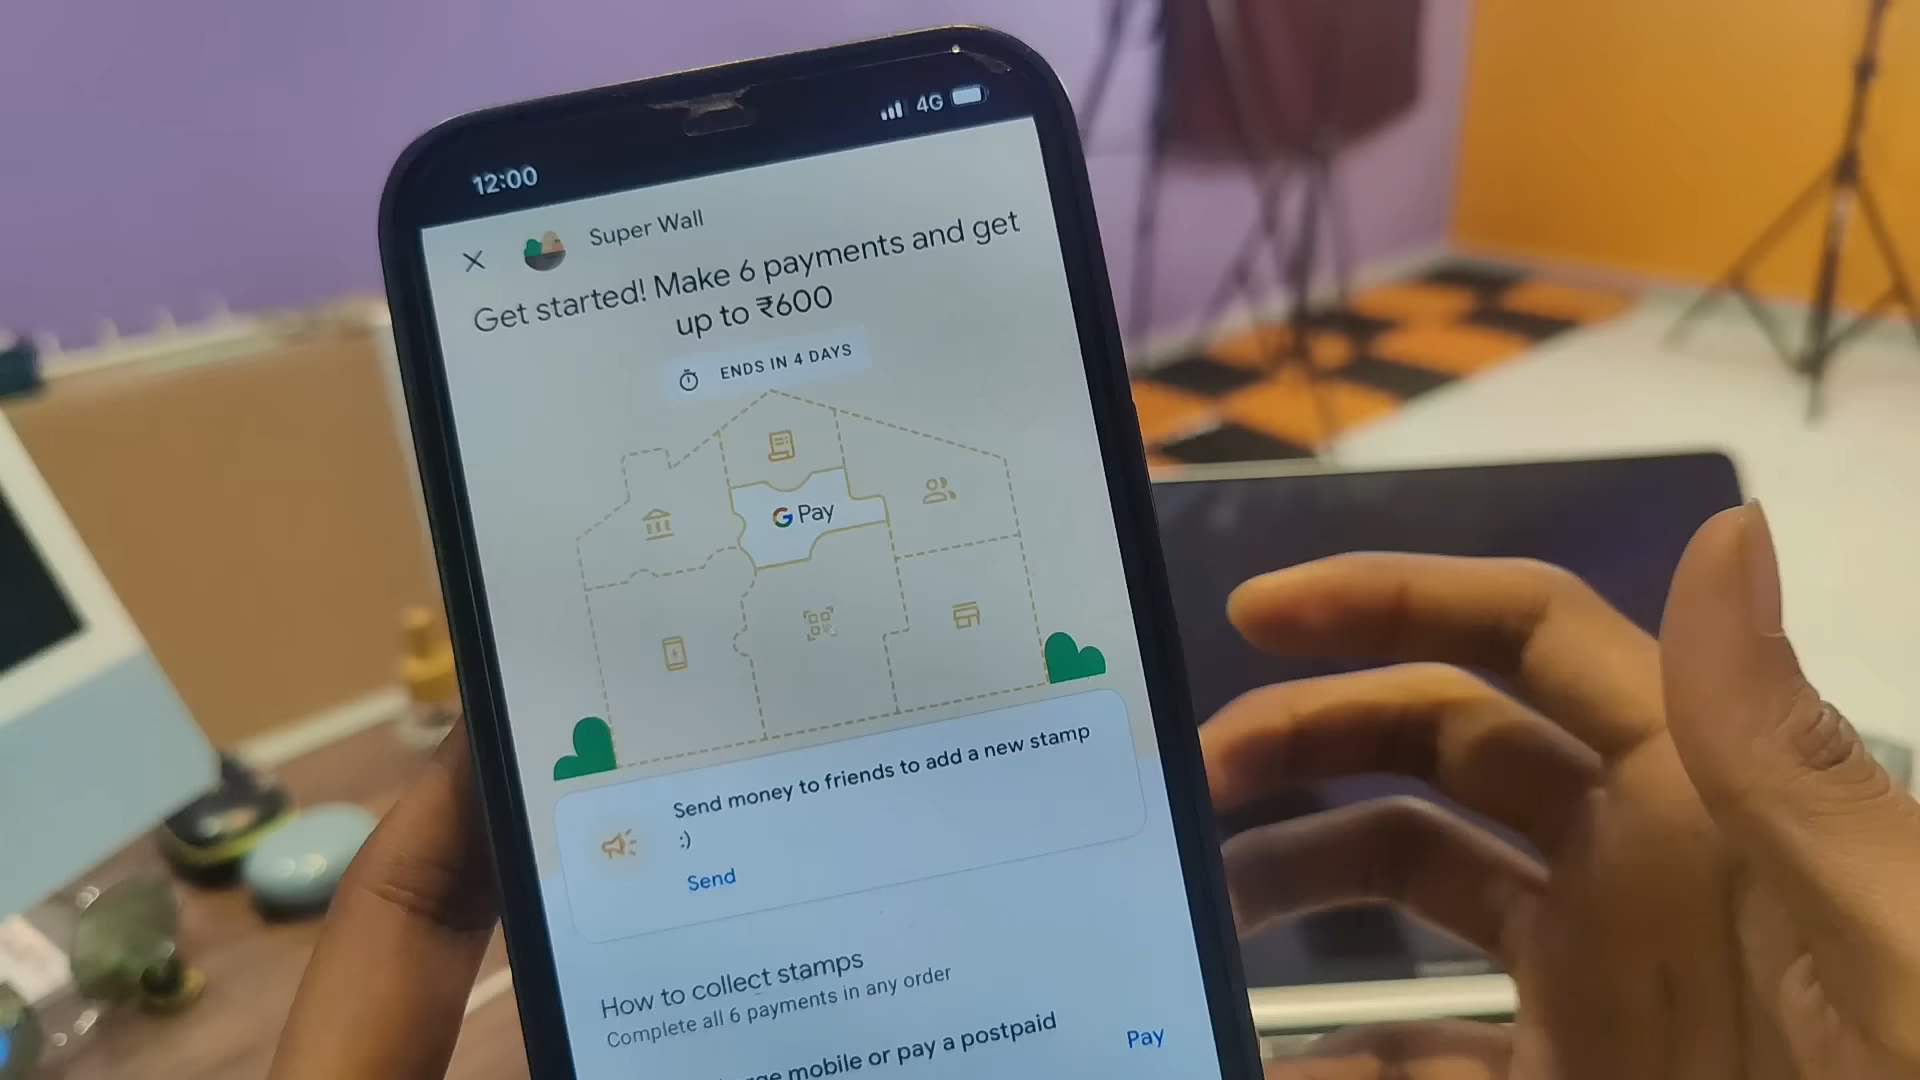 12:00
4G
Super Wall
Get started! Make 6 payments and get
up to ₹600
ENDS IN 4 DAYS
G Pay
Send money to friends to add a new stamp
:)
Send
How to collect stamps
Complete all 6 payments in any order
mobile or pay a postpaid
Pay